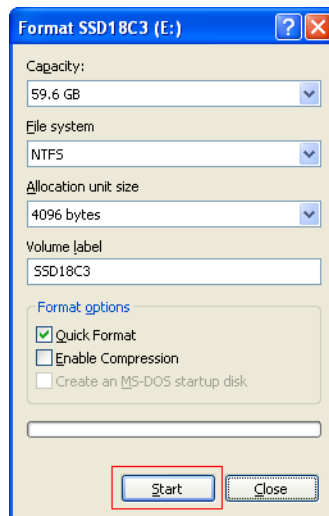 Format SSD18C3 (E:)
Capacity:
59.6 GB
File system
NTFS
Allocation unit size
4096 bytes
Volume label
SSD18C3
Format options
Quick Format
Enable Compression
Create an MS-DOS startup disk
Start
Close